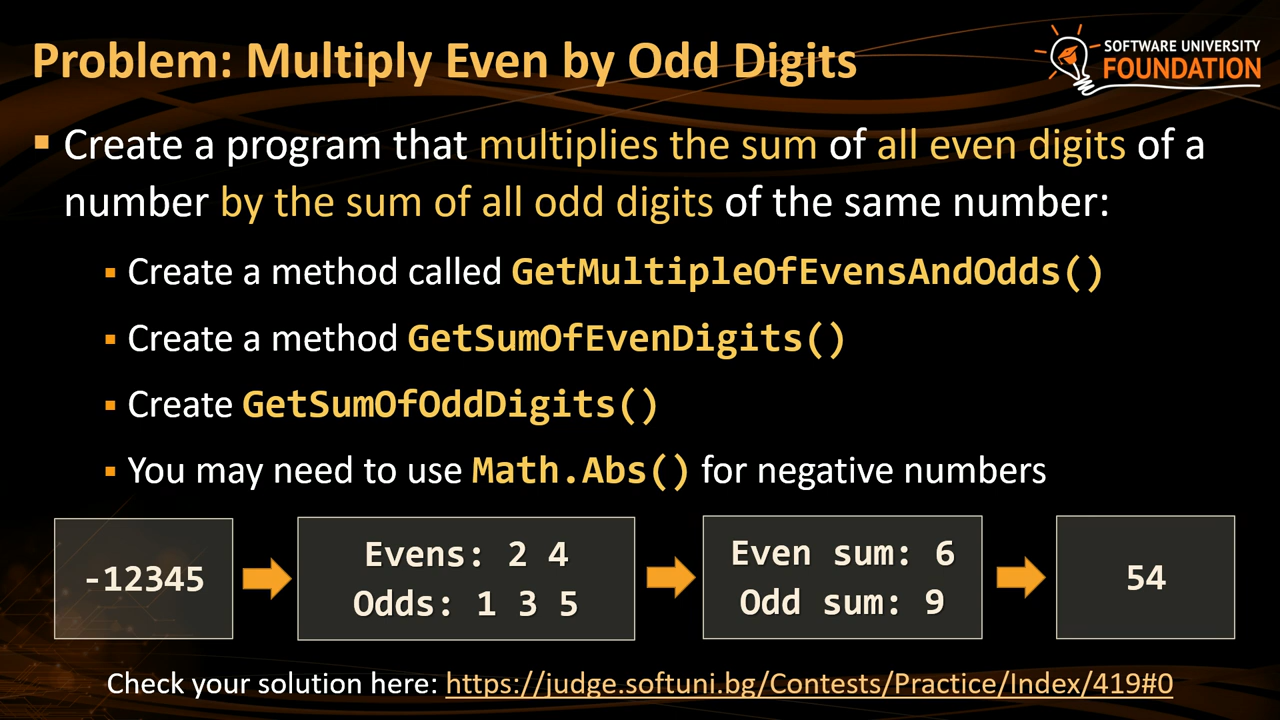 Problem: Multiply Even by Odd Digits
SOFTWARE UNIVERSITY
FOUNDATION
▪ Create a program that multiplies the sum of all even digits of a
number by the sum of all odd digits of the same number:
▪ Create a method called GetMultipleOfEvensAndOdds()
▪ Create a method GetSumOfEvenDigits()
▪ Create GetSumOfOddDigits()
▪ You may need to use Math.Abs() for negative numbers
-12345
Evens: 2 4
Odds: 1 3 5
Even sum: 6
Odd sum: 9
54
Check your solution here: https://judge.softuni.bg/Contests/Practice/Index/419#0